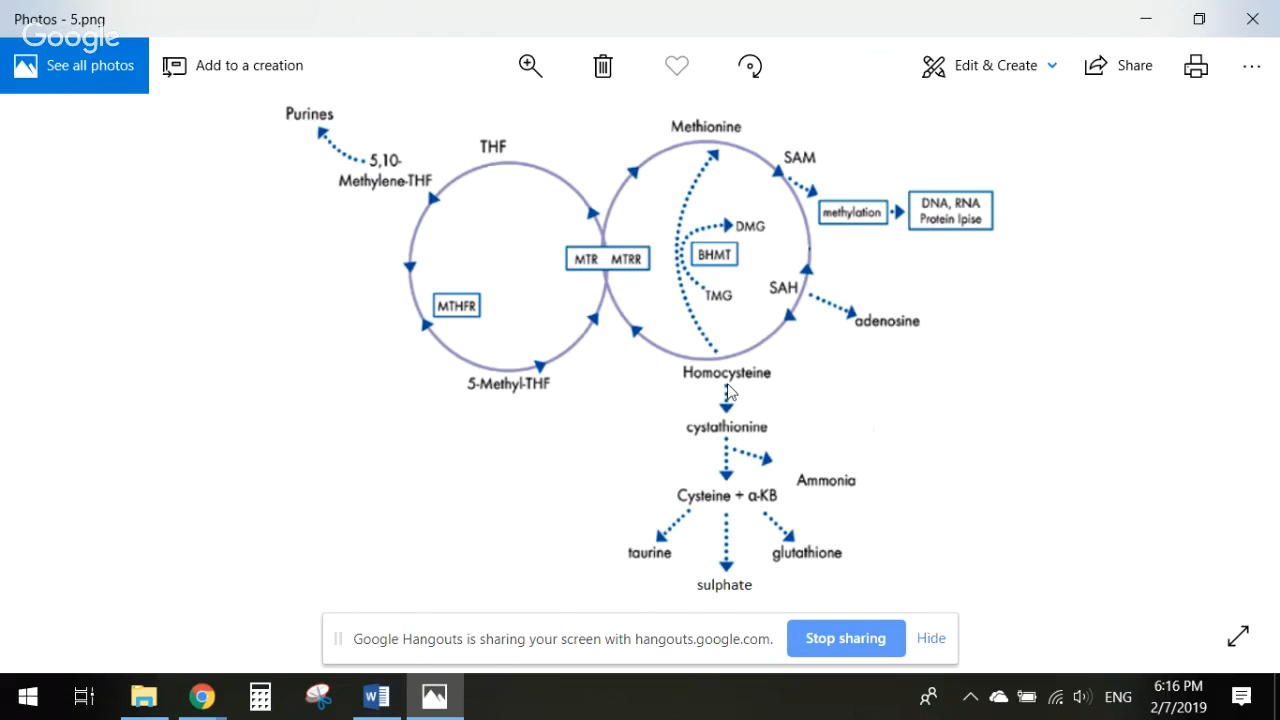 Photos - 5.png
Google
See all photos
Add to a creation
Edit & Create
Share
Purines
5,10-
Methylene-THF
THF
Methionine
SAM
methylation
DNA, RNA
Protein lpise
DMG
BHMT
TMG
MTR MTRR
SAH
adenosine
MTHFR
5-Methyl-THF
Homocysteine
cystathionine
Ammonia
Cysteine + α-KB
taurine
glutathione
sulphate
Google Hangouts is sharing your screen with hangouts.google.com.
Stop sharing
Hide
ENG
6:16 PM
2/7/2019